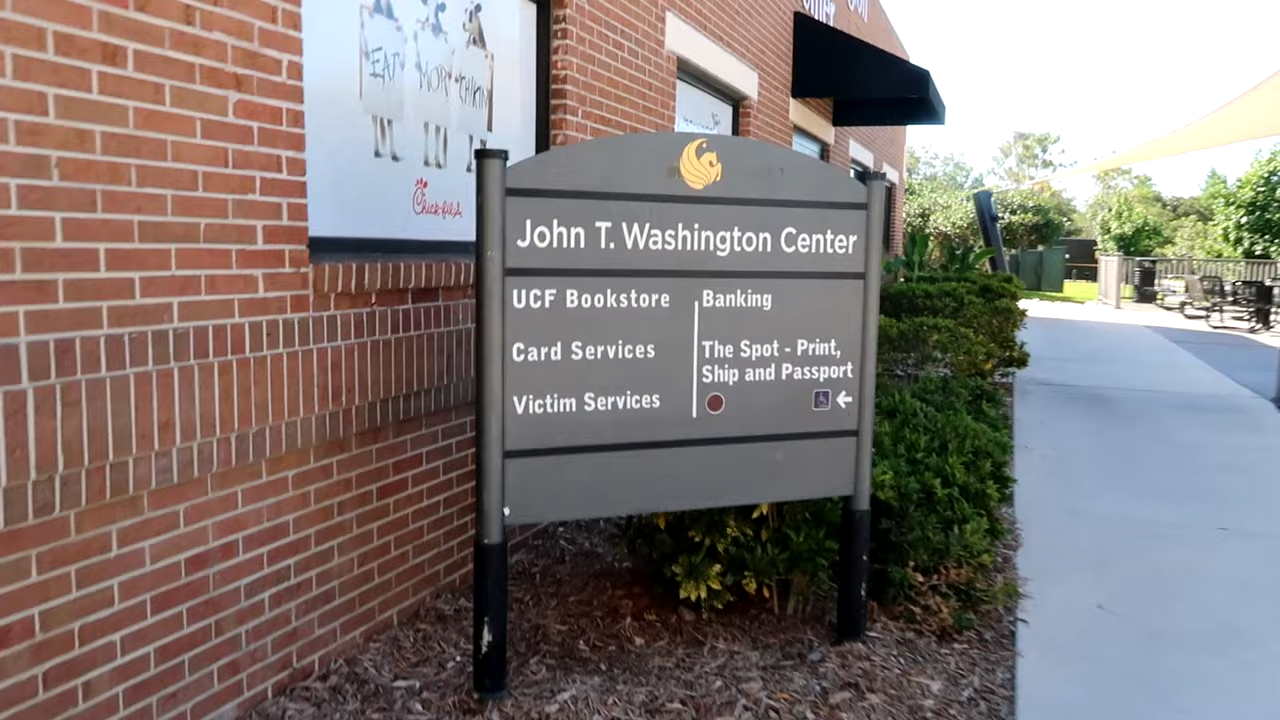 EAT MOR CHIKIN
Chick-fil-A
John T. Washington Center
UCF Bookstore
Card Services
Victim Services
Banking
The Spot - Print,
Ship and Passport